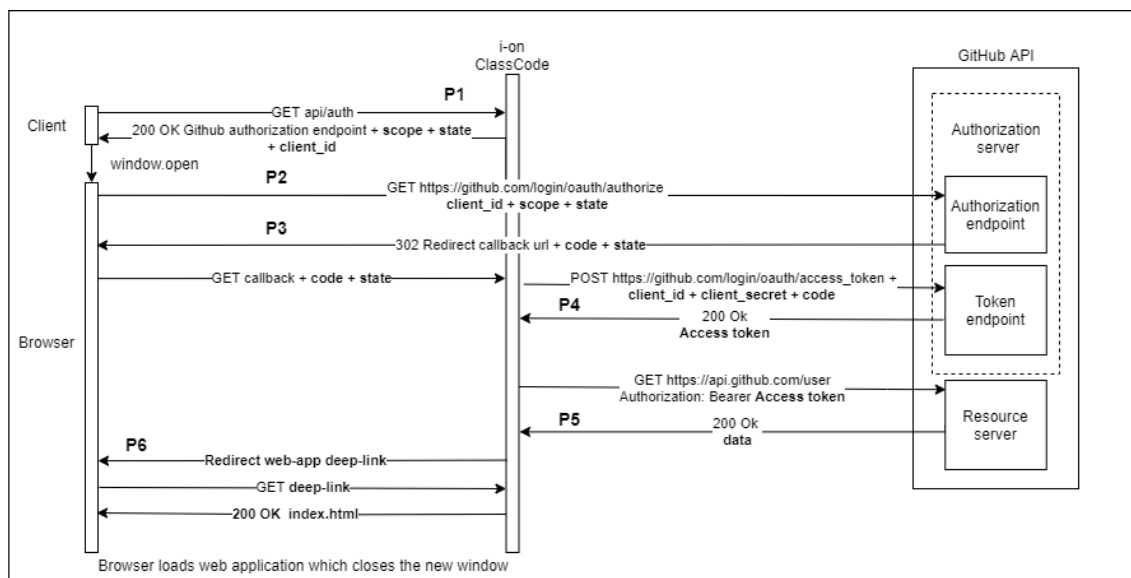 i-on
ClassCode
GitHub API
P1
GET api/auth
Client
200 OK Github authorization endpoint + scope + state
+ client_id
Authorization
server
window.open
P2
GET https://github.com/login/oauth/authorize
client_id + scope + state
Authorization
endpoint
P3
302 Redirect callback url + code + state
GET callback + code + state
POST https://github.com/login/oauth/access_token +
client_id + client_secret + code
Token
endpoint
P4
200 Ok
Access token
Browser
GET https://api.github.com/user
Authorization: Bearer Access token
Resource
server
P5
200 Ok
data
P6
Redirect web-app deep-link
GET deep-link
200 OK index.html
Browser loads web application which closes the new window